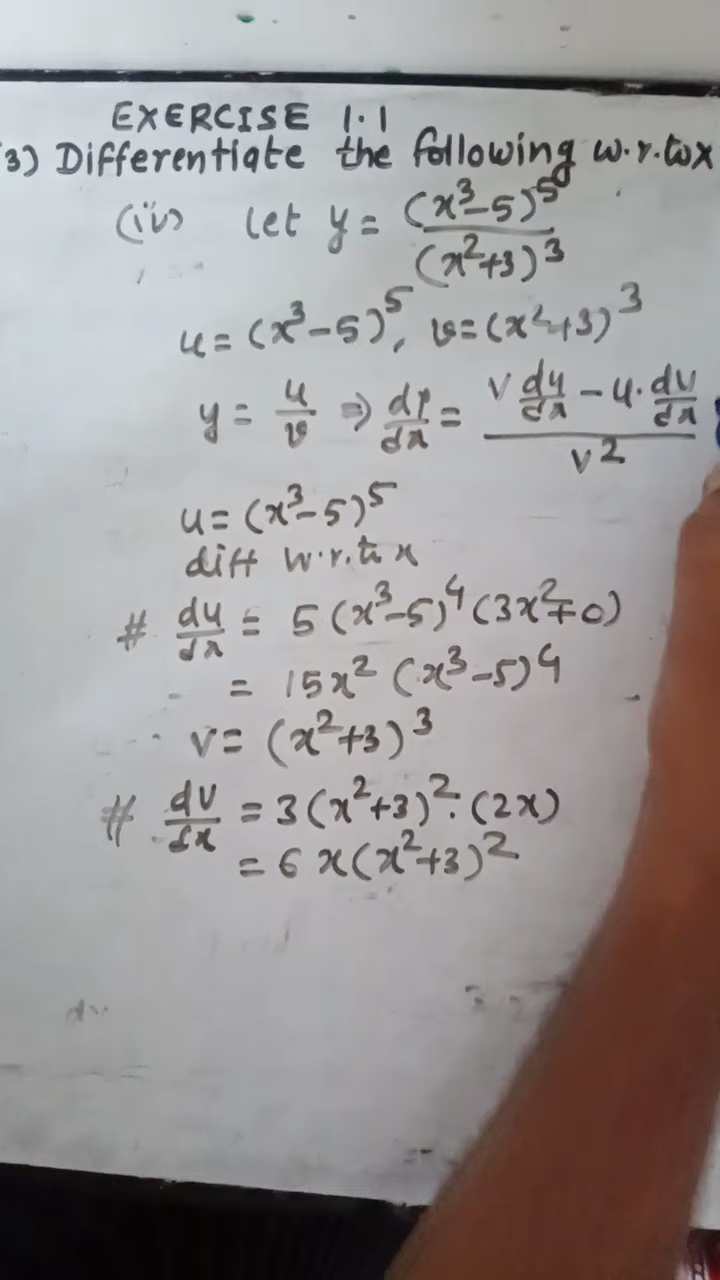 EXERCISE 1.1
3) Differentiate the following w.r.to x
(iv) Let y = (x³-5)⁵ / (x²+3)³
u = (x³-5)⁵, v = (x²+3)³
y = u/v ⇒ dy/dx = (v du/dx - u. dv/dx) / v²
u = (x³-5)⁵
diff w.r.to x
# du/dx = 5(x³-5)⁴(3x²+0)
= 15x² (x³-5)⁴
v = (x²+3)³
# dv/dx = 3(x²+3)².(2x)
= 6x(x²+3)²